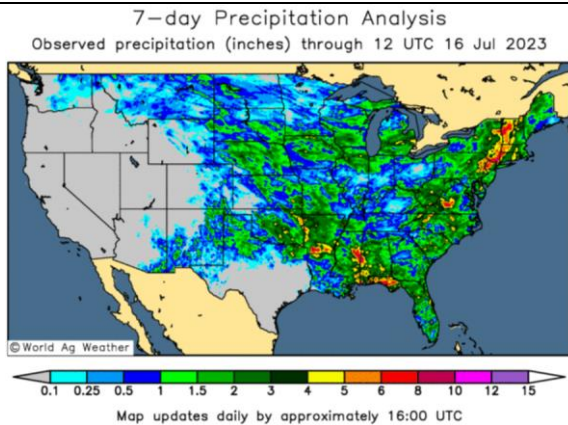 7-day Precipitation Analysis
Observed precipitation (inches) through 12 UTC 16 Jul 2023
© World Ag Weather
0.1 0.25 0.5 1 1.5 2 3 4 5 6 8 10 12 15
Map updates daily by approximately 16:00 UTC